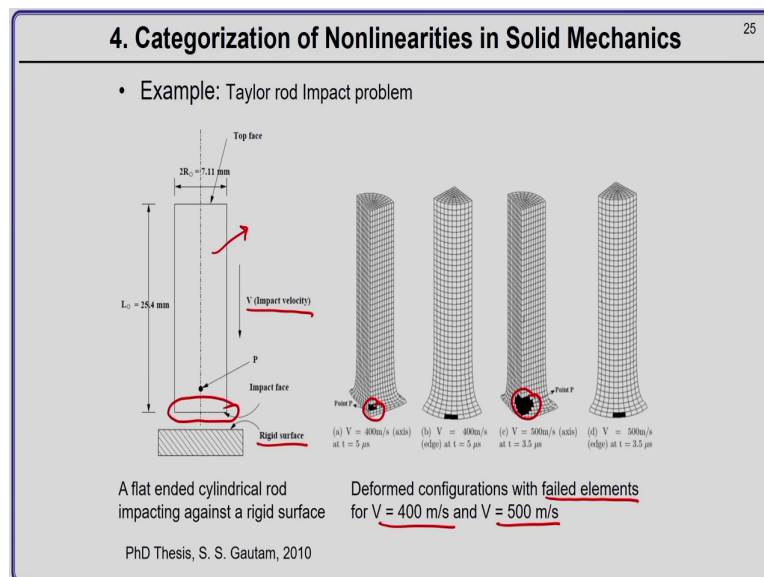 25
4. Categorization of Nonlinearities in Solid Mechanics
• Example: Taylor rod Impact problem
Top face
2R₀ = 7.11 mm
L₀ = 25.4 mm
V (Impact velocity)
P
Impact face
Rigid surface
Point P
Point P
(a) V = 400m/s (axis)
at t = 5 μs
(b) V = 400m/s
(edge) at t = 5 μs
(c) V = 500m/s (axis)
at t = 3.5 μs
(d) V = 500m/s
(edge) at t = 3.5 μs
A flat ended cylindrical rod
impacting against a rigid surface
Deformed configurations with failed elements
for V = 400 m/s and V = 500 m/s
PhD Thesis, S. S. Gautam, 2010